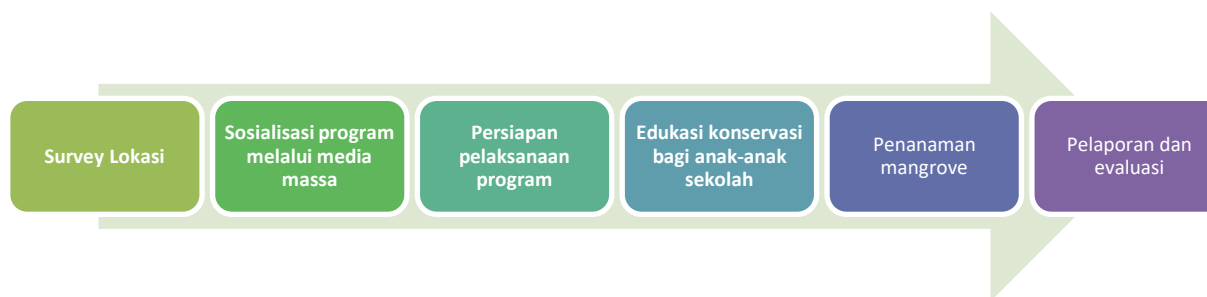 Survey Lokasi
Sosialisasi program
melalui media
massa
Persiapan
pelaksanaan
program
Edukasi konservasi
bagi anak-anak
sekolah
Penanaman
mangrove
Pelaporan dan
evaluasi